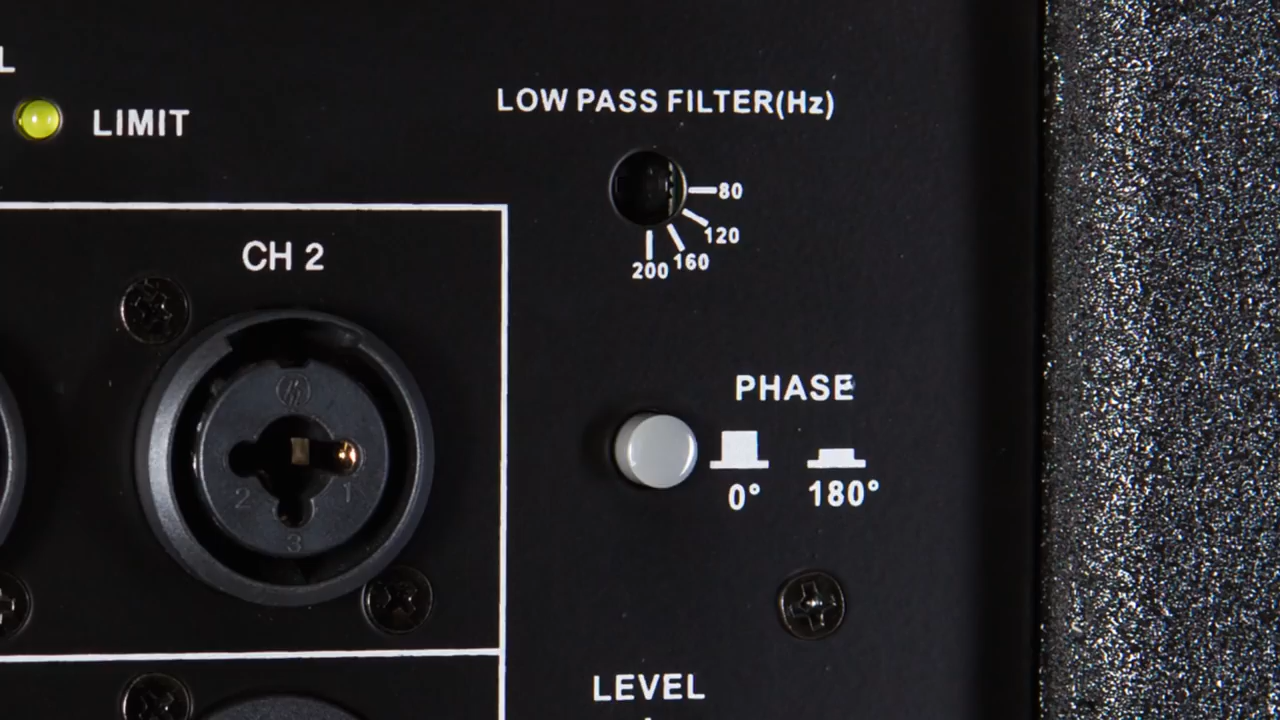 L
LIMIT
LOW PASS FILTER(Hz)
80
120
160
200
CH 2
2
1
3
PHASE
0°
180°
LEVEL